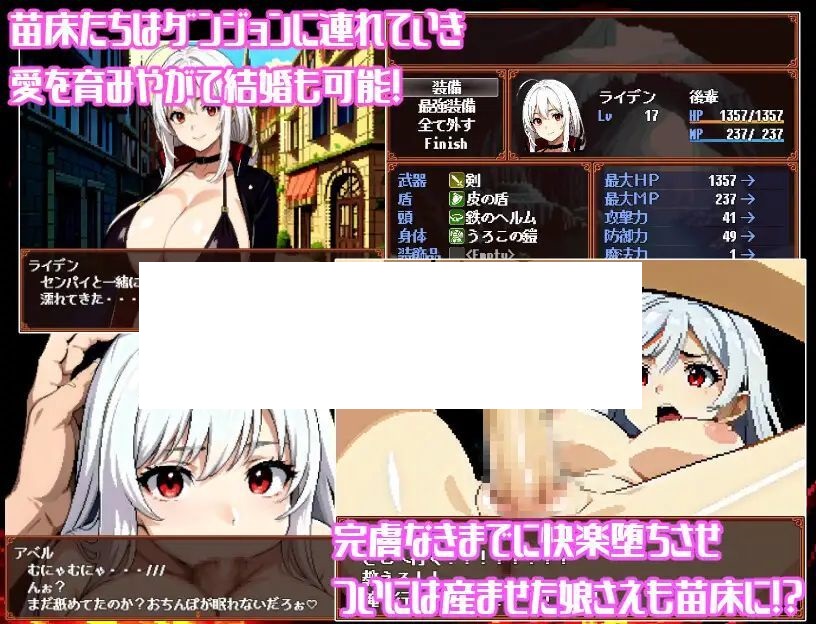 苗床たちはダンジョンに連れていき
愛を育みやがて結婚も可能!
装備
最強装備
全て外す
Finish
ライデン 後輩
Lv 17 HP 1357/1357
MP 237/ 237
武器 剣
盾 皮の盾
頭 鉄のヘルム
身体 うろこの鎧
装飾品 <Empty>
最大HP 1357→
最大MP 237→
攻撃力 41→
防御力 49→
魔法力 1→
ライデン
センパイと一緒に
濡れてきた・・・
アベル
むにゃむにゃ・・・///
んぉ?
まだ舐めてたのか?おちんぽが眠れないだろぉ♡
完膚なきまでに快楽堕ちさせ
ついには産ませた娘さえも苗床に!?